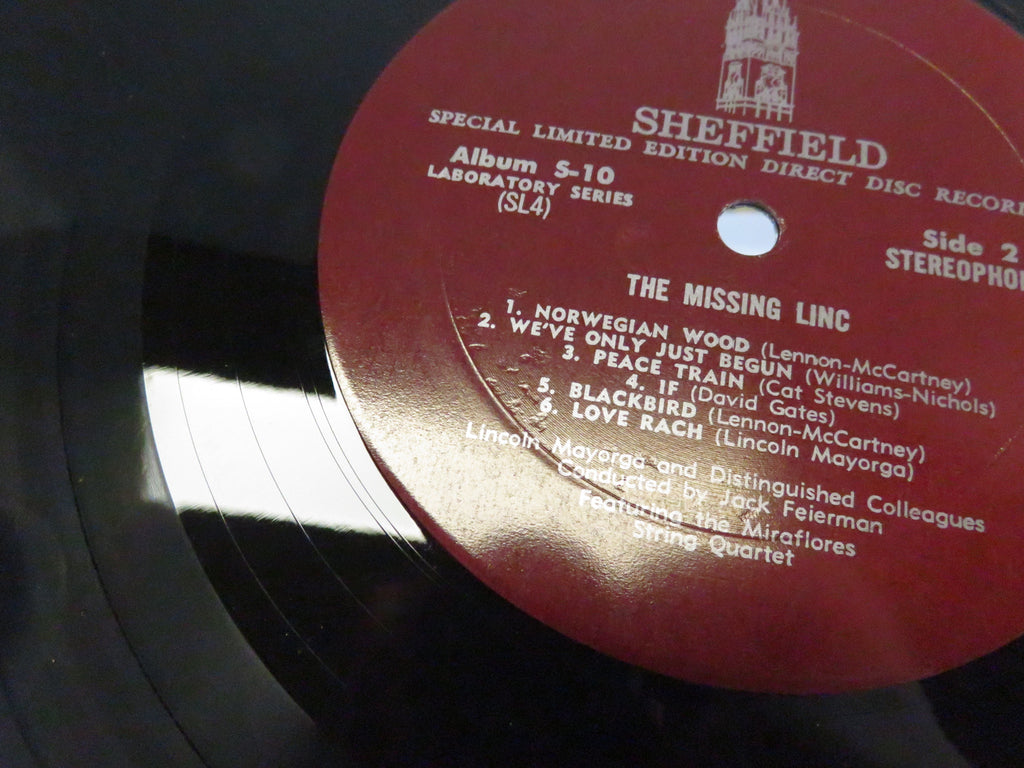 SHEFFIELD
SPECIAL LIMITED EDITION DIRECT DISC RECOR
Album S-10
LABORATORY SERIES
(SL4)
Side 2
STEREOPHO
THE MISSING LINC
1. NORWEGIAN WOOD (Lennon-McCartney)
2. WE'VE ONLY JUST BEGUN (Williams-Nichols)
3. PEACE TRAIN (Cat Stevens)
4. IF (David Gates)
5. BLACKBIRD (Lennon-McCartney)
6. LOVE RACH (Lincoln Mayorga)
Lincoln Mayorga and Distinguished Colleagues
Conducted by Jack Feierman
Featuring the Miraflores
String Quartet